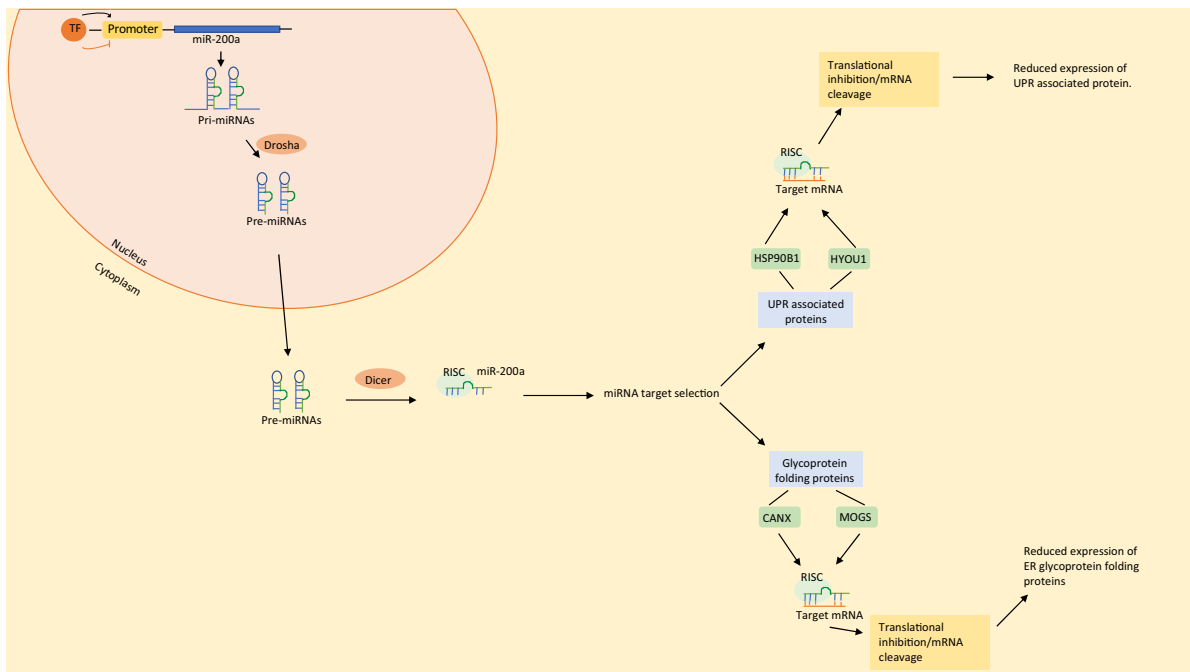 TF
Promoter
miR-200a
Pri-miRNAs
Drosha
Pre-miRNAs
Nucleus
Cytoplasm
Pre-miRNAs
Dicer
RISC
miR-200a
miRNA target selection
UPR associated
proteins
HSP90B1
HYOU1
RISC
Target mRNA
Translational
inhibition/mRNA
cleavage
Reduced expression of
UPR associated protein.
Glycoprotein
folding proteins
CANX
MOGS
RISC
Target mRNA
Translational
inhibition/mRNA
cleavage
Reduced expression of
ER glycoprotein folding
proteins